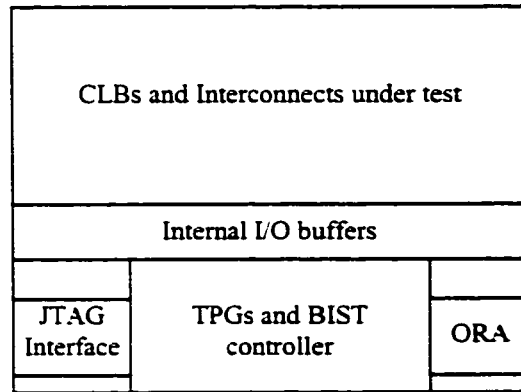 CLBs and Interconnects under test
Internal I/O buffers
JTAG
Interface
TPGs and BIST
controller
ORA